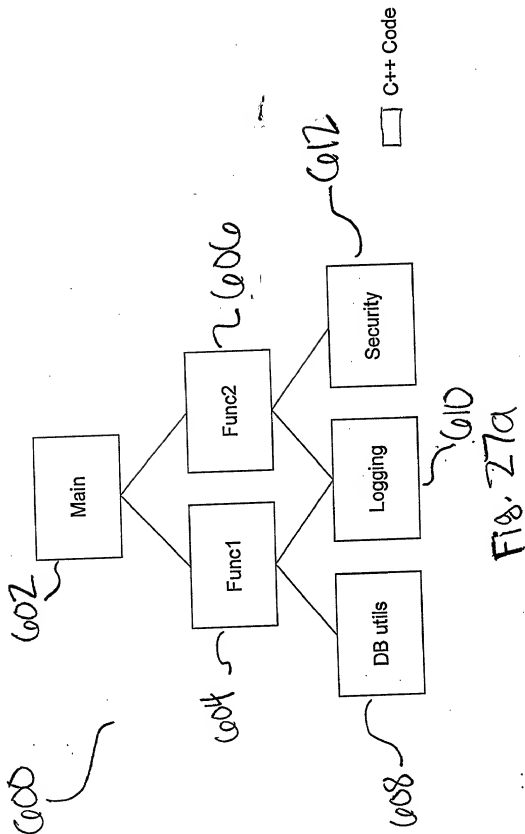 600
602
Main
604
Func1
Func2
606
608
DB utils
Logging
610
Security
612
C++ Code
Fig. 27a